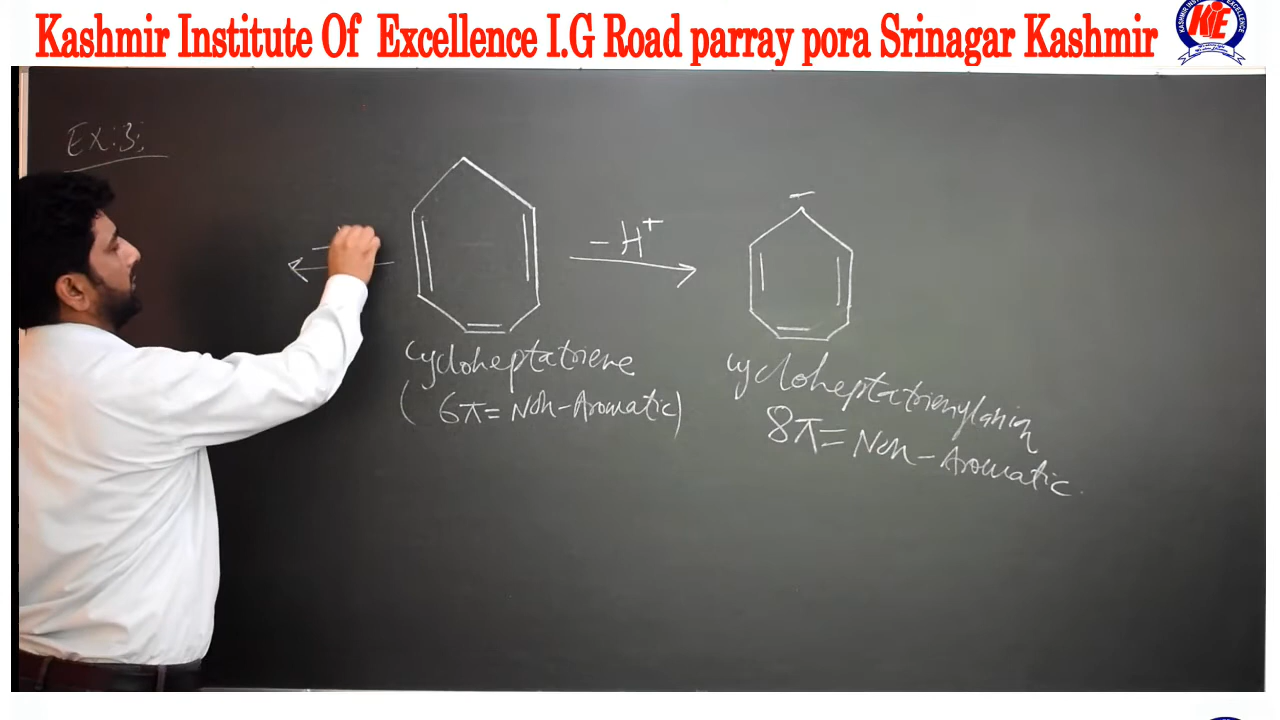 Kashmir Institute Of Excellence I.G Road parray pora Srinagar Kashmir
KIE
Ex:3:
-H+
cycloheptatriene
(6π= Non-Aromatic)
cycloheptatrienylanion
8π= Non-Aromatic.